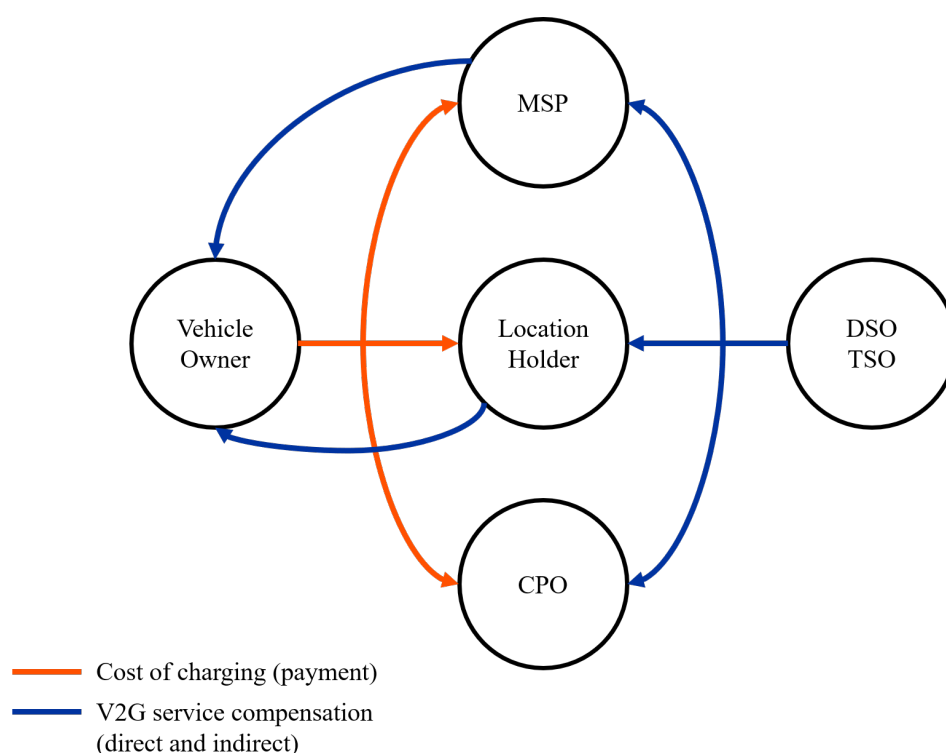 MSP
Vehicle
Owner
Location
Holder
DSO
TSO
CPO
Cost of charging (payment)
V2G service compensation
(direct and indirect)